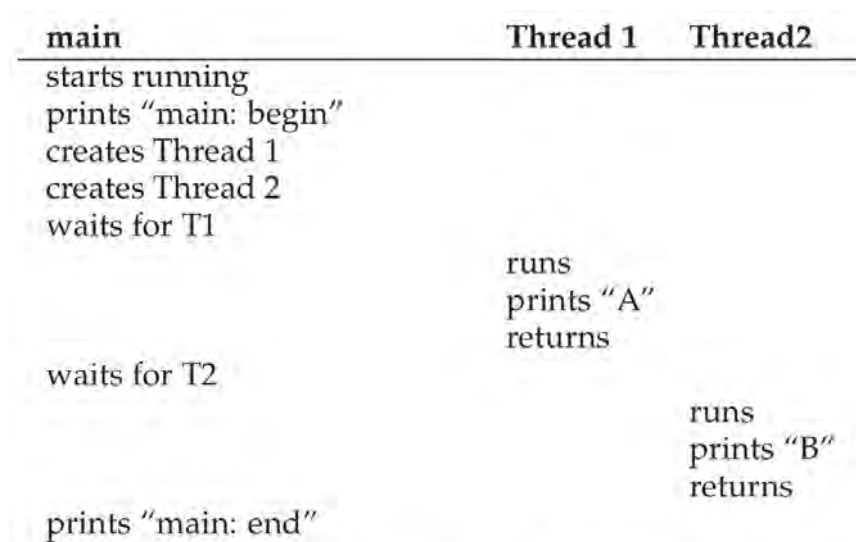 main Thread 1 Thread2
starts running
prints “main: begin”
creates Thread 1
creates Thread 2
waits for T1
runs
prints “A”
returns
waits for T2
runs
prints “B”
returns
prints “main: end”